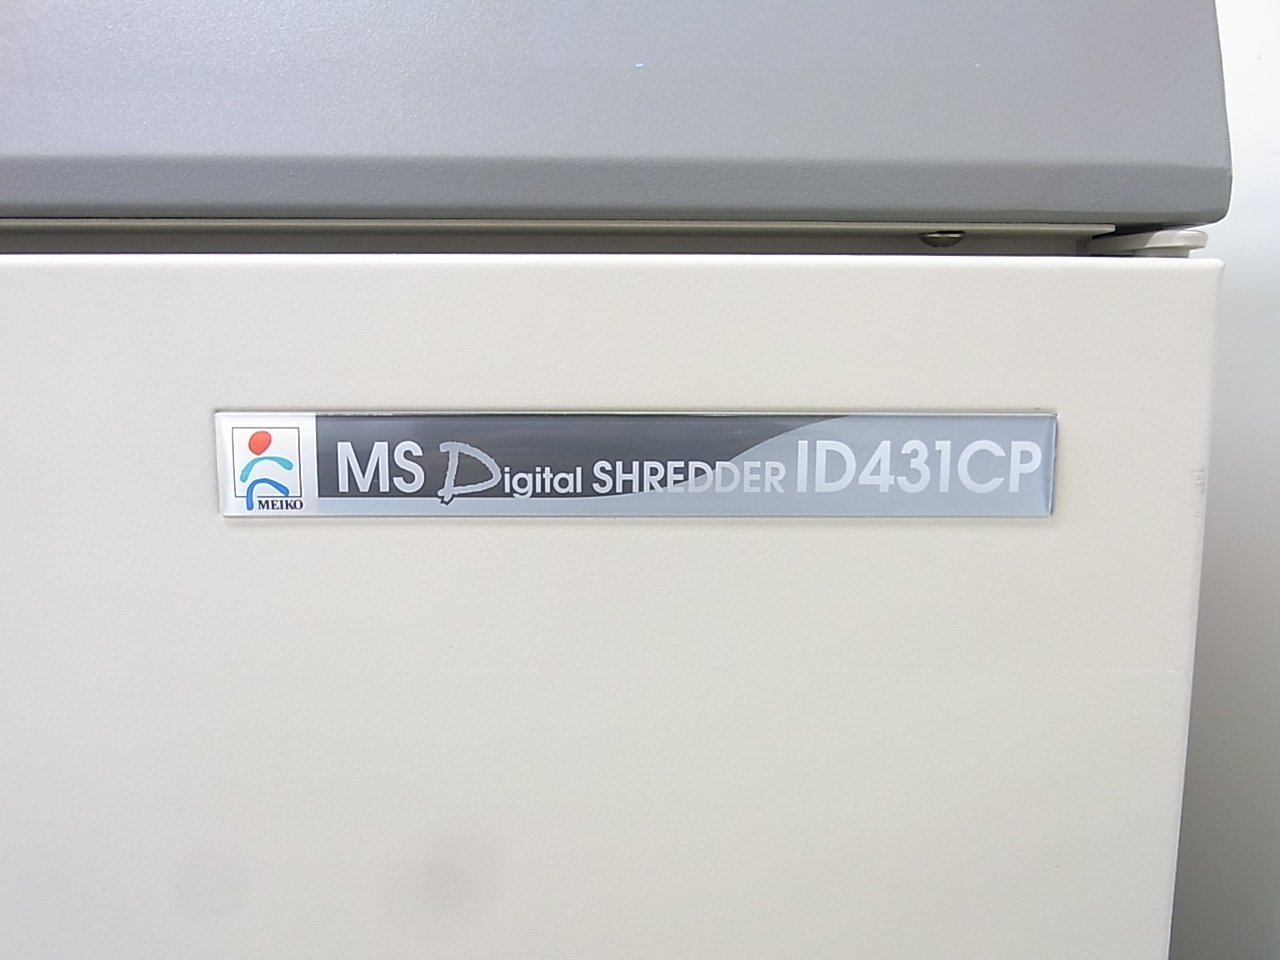 MEIKO
MS Digital SHREDDER ID431CP